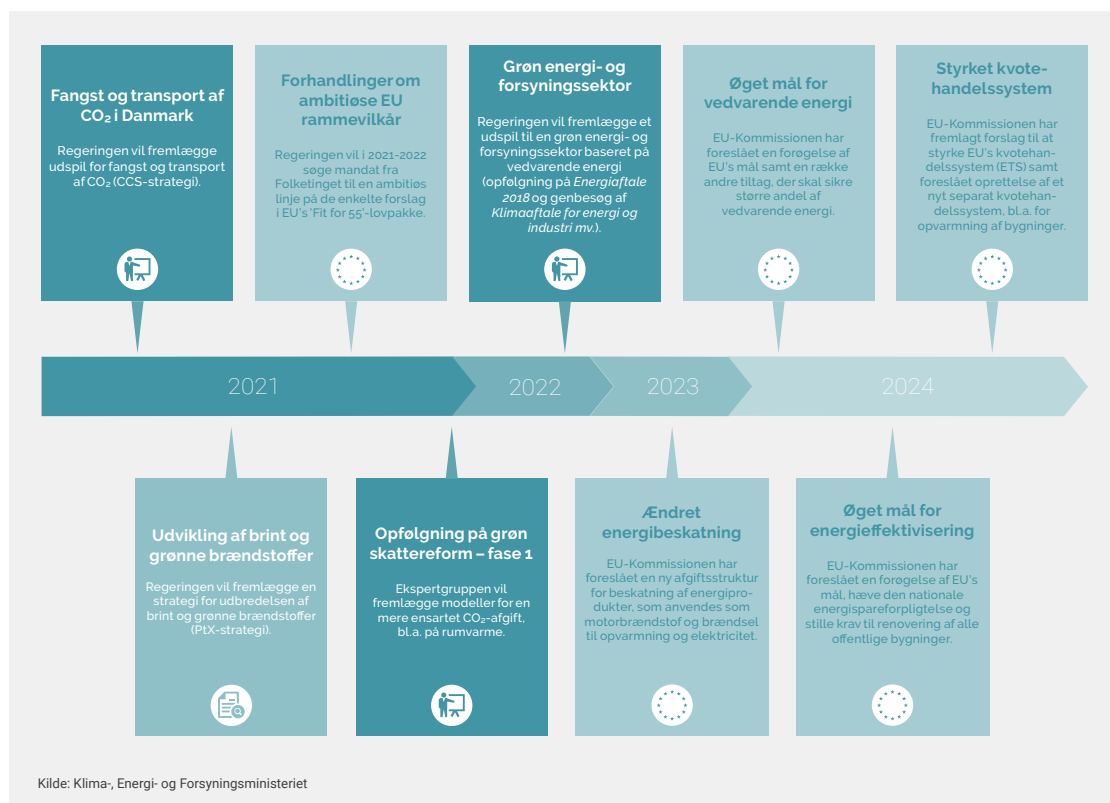 Fangst og transport af
CO₂ i Danmark
Regeringen vil fremlægge
udspil for fangst og transport
af CO₂ (CCS-strategi).
Forhandlinger om
ambitiøse EU
rammevilkår
Regeringen vil i 2021-2022
søge mandat fra
Folketinget til en ambitiøs
linje på de enkelte forslag
i EU's 'Fit for 55'-lovpakke.
Grøn energi- og
forsyningssektor
Regeringen vil fremlægge et
udspil til en grøn energi- og
forsyningssektor baseret på
vedvarende energi
(opfølgning på Energiaftale
2018 og genbesøg af
Klimaaftale for energi og
industri mv.).
Øget mål for
vedvarende energi
EU-Kommissionen har
foreslået en forøgelse af
EU's mål samt en række
andre tiltag, der skal sikre
større andel af
vedvarende energi.
Styrket kvote-
handelssystem
EU-Kommissionen har
fremlagt forslag til at
styrke EU's kvotehan-
delssystem (ETS) samt
foreslået oprettelse af et
nyt separat kvotehan-
delssystem, bl.a. for
opvarmning af bygninger.
2021
2022
2023
2024
Udvikling af brint og
grønne brændstoffer
Regeringen vil fremlægge en
strategi for udbredelsen af
brint og grønne brændstoffer
(PtX-strategi).
Opfølgning på grøn
skattereform – fase 1
Ekspertgruppen vil
fremlægge modeller for en
mere ensartet CO₂-afgift,
bl.a. på rumvarme.
Ændret
energibeskatning
EU-Kommissionen har
foreslået en ny afgiftsstruktur
for beskatning af energipro-
dukter, som anvendes som
motorbrændstof og brændsel
til opvarmning og elektricitet.
Øget mål for
energieffektivisering
EU-Kommissionen har
foreslået en forøgelse af EU's
mål, hæve den nationale
energispareforpligtelse og
stille krav til renovering af alle
offentlige bygninger.
Kilde: Klima-, Energi- og Forsyningsministeriet